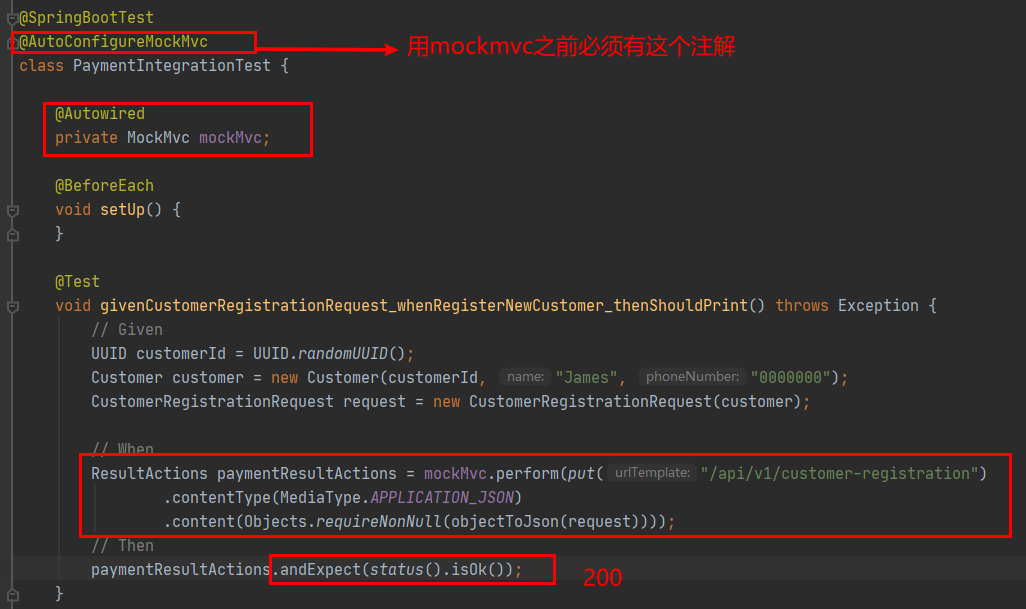 @SpringBootTest
@AutoConfigureMockMvc 用mockmvc之前必须有这个注解
class PaymentIntegrationTest {
@Autowired
private MockMvc mockMvc;
@BeforeEach
void setUp() {
}
@Test
void givenCustomerRegistrationRequest_whenRegisterNewCustomer_thenShouldPrint() throws Exception {
// Given
UUID customerId = UUID.randomUUID();
Customer customer = new Customer(customerId, name: "James", phoneNumber: "0000000");
CustomerRegistrationRequest request = new CustomerRegistrationRequest(customer);
// When
ResultActions paymentResultActions = mockMvc.perform(put( urlTemplate: "/api/v1/customer-registration")
.contentType(MediaType.APPLICATION_JSON)
.content(Objects.requireNonNull(objectToJson(request))));
// Then
paymentResultActions.andExpect(status().isOk()); 200
}